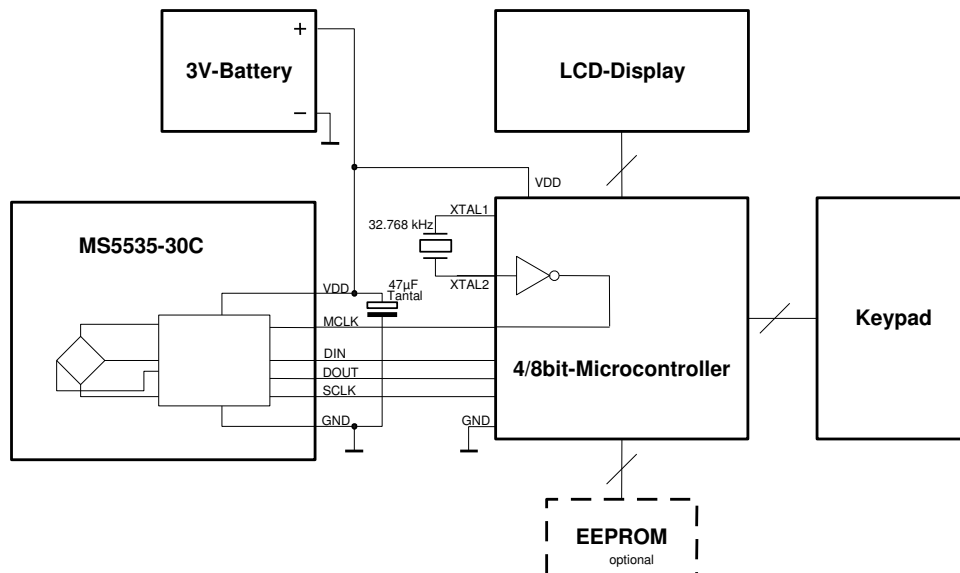 +
3V-Battery
−
LCD-Display
VDD
MS5535-30C
32.768 kHz
XTAL1
XTAL2
47µF
Tantal
VDD
MCLK
DIN
DOUT
SCLK
GND
GND
4/8bit-Microcontroller
Keypad
EEPROM
optional